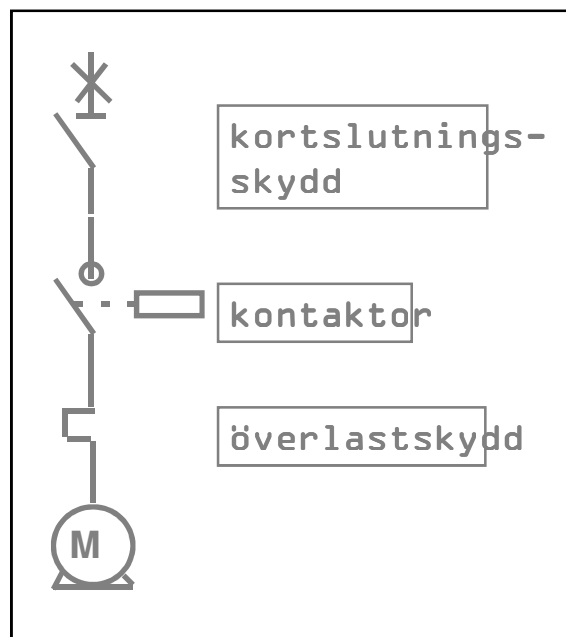 kortslutnings-
skydd
kontaktor
överlastskydd
M